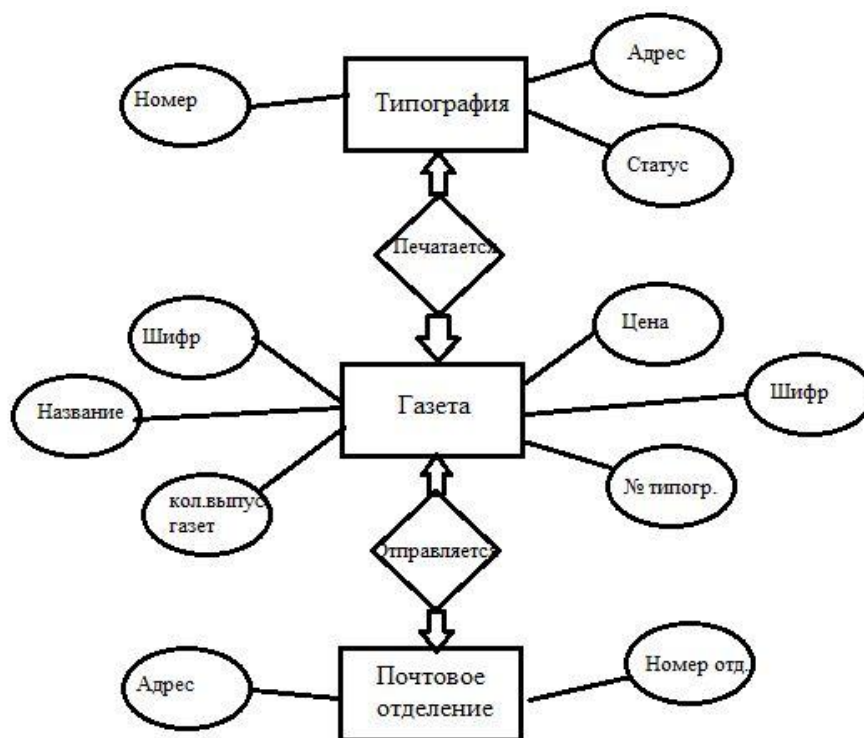 Адрес
Номер
Типография
Статус
Печатается
Шифр
Цена
Название
Газета
Шифр
кол.выпус
газет
№ типогр.
Отправляется
Адрес
Почтовое
отделение
Номер отд.